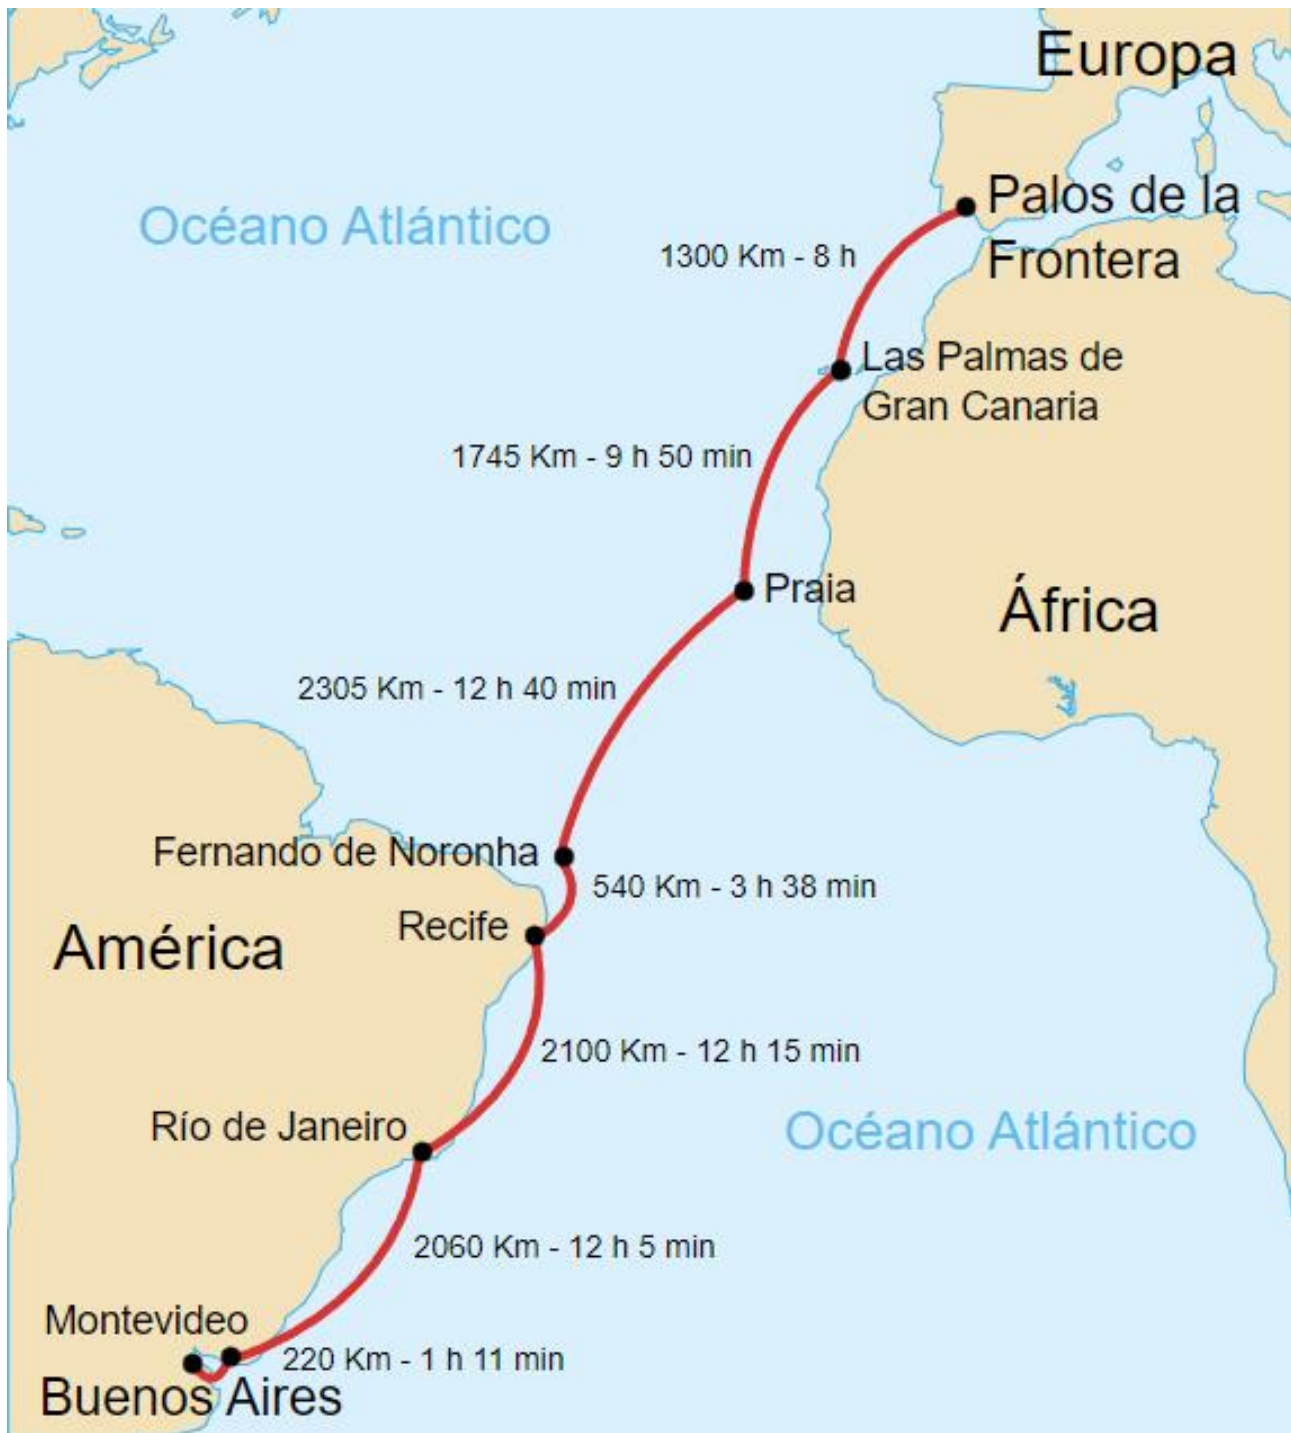 Europa
Palos de la
Frontera
Océano Atlántico
1300 Km - 8 h
Las Palmas de
Gran Canaria
1745 Km - 9 h 50 min
Praia
África
2305 Km - 12 h 40 min
Fernando de Noronha
540 Km - 3 h 38 min
Recife
América
2100 Km - 12 h 15 min
Río de Janeiro
Océano Atlántico
2060 Km - 12 h 5 min
Montevideo
220 Km - 1 h 11 min
Buenos Aires